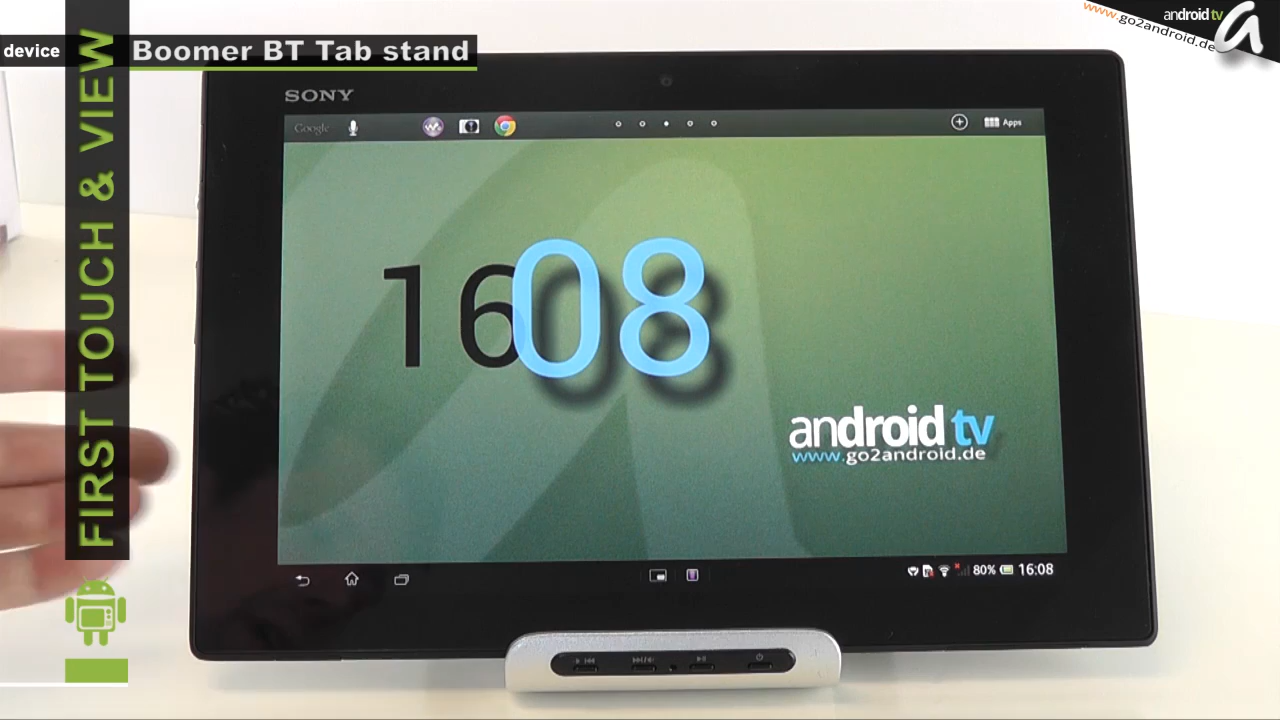 device
Boomer BT Tab stand
android tv
www.go2android.de
FIRST TOUCH & VIEW
SONY
Google
Apps
16 08
android tv
www.go2android.de
80%
16:08